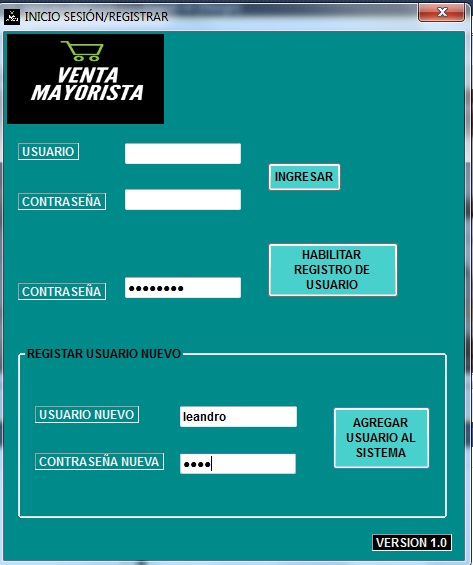 INICIO SESIÓN/REGISTRAR
VENTA
MAYORISTA
USUARIO
INGRESAR
CONTRASEÑA
HABILITAR
REGISTRO DE
USUARIO
CONTRASEÑA ●●●●●●●●
REGISTAR USUARIO NUEVO
USUARIO NUEVO leandro
CONTRASEÑA NUEVA ●●●●
AGREGAR
USUARIO AL
SISTEMA
VERSION 1.0